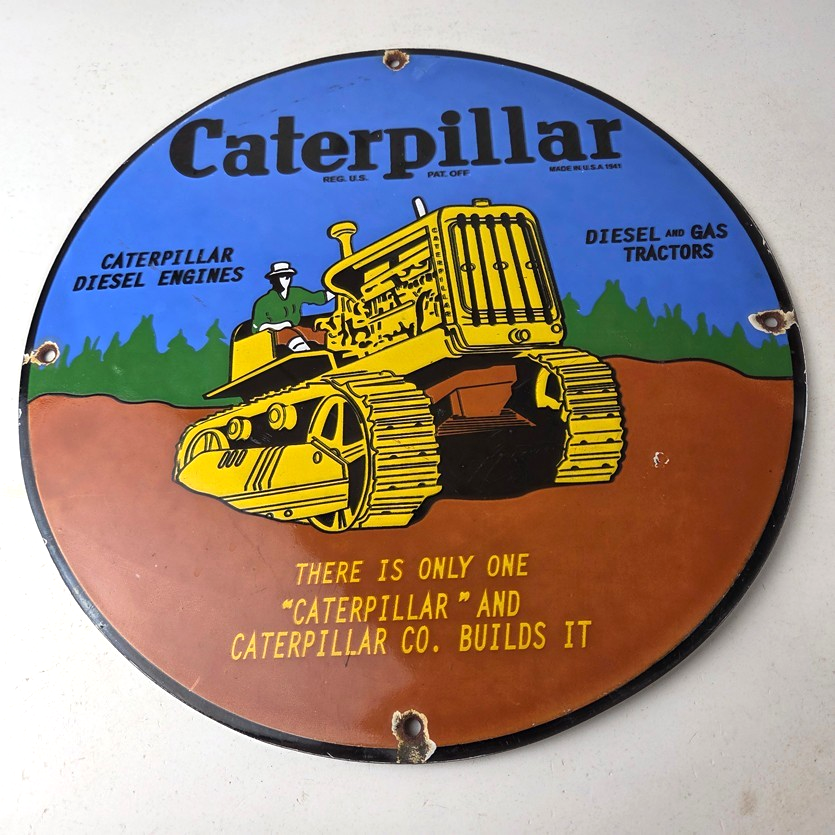 Caterpillar
REG. U.S. PAT. OFF MADE IN U.S.A 1941
CATERPILLAR
DIESEL ENGINES
DIESEL AND GAS
TRACTORS
CATERPILLAR
THERE IS ONLY ONE
"CATERPILLAR" AND
CATERPILLAR CO. BUILDS IT